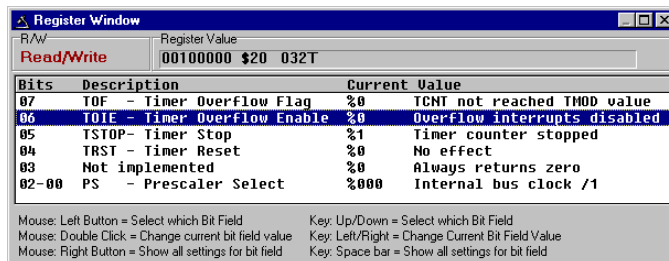 Register Window
R/W Register Value
Read/Write 00100000 $20 032T
Bits Description Current Value
07 TOF - Timer Overflow Flag %0 TCNT not reached TMOD value
06 TOIE - Timer Overflow Enable %0 Overflow interrupts disabled
05 TSTOP- Timer Stop %1 Timer counter stopped
04 TRST - Timer Reset %0 No effect
03 Not implemented %0 Always returns zero
02-00 PS - Prescaler Select %000 Internal bus clock /1
Mouse: Left Button = Select which Bit Field Key: Up/Down = Select which Bit Field
Mouse: Double Click = Change current bit field value Key: Left/Right = Change Current Bit Field Value
Mouse: Right Button = Show all settings for bit field Key: Space bar = Show all settings for bit field